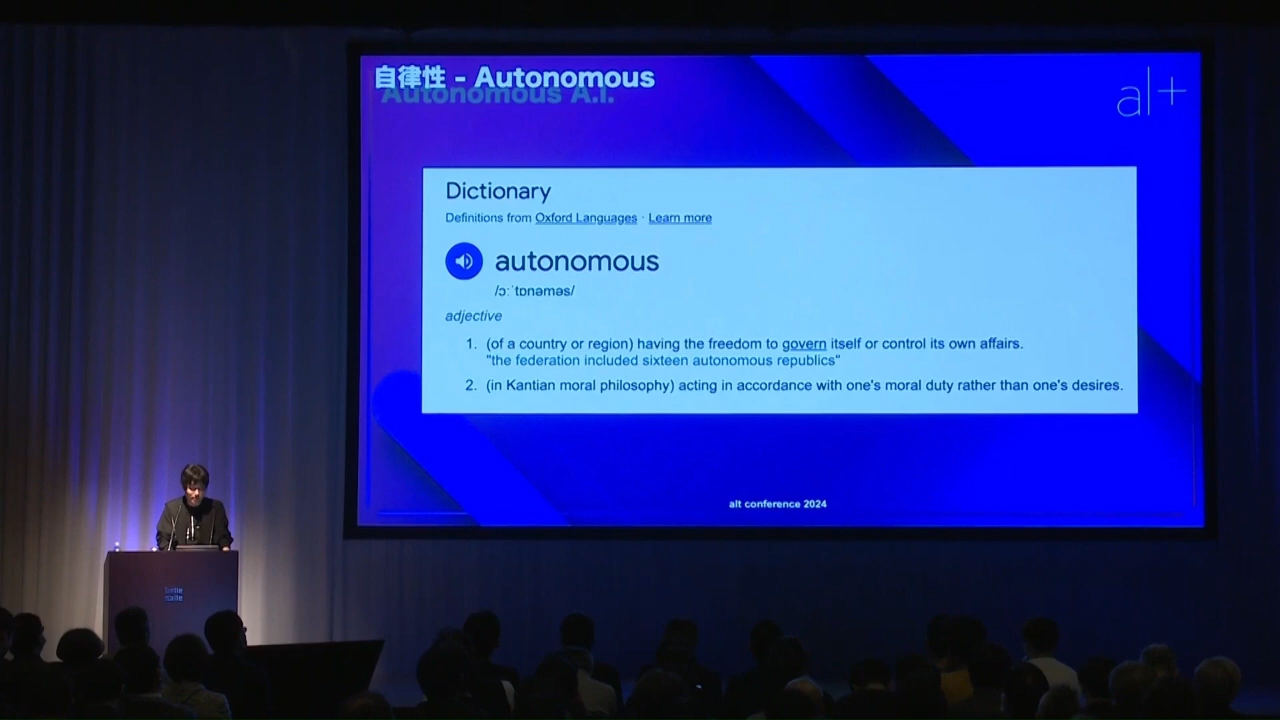 自律性 - Autonomous
Autonomous A.I.
al+
Dictionary
Definitions from Oxford Languages · Learn more
autonomous
/ɔːˈtɒnəməs/
adjective
1. (of a country or region) having the freedom to govern itself or control its own affairs.
"the federation included sixteen autonomous republics"
2. (in Kantian moral philosophy) acting in accordance with one's moral duty rather than one's desires.
alt conference 2024